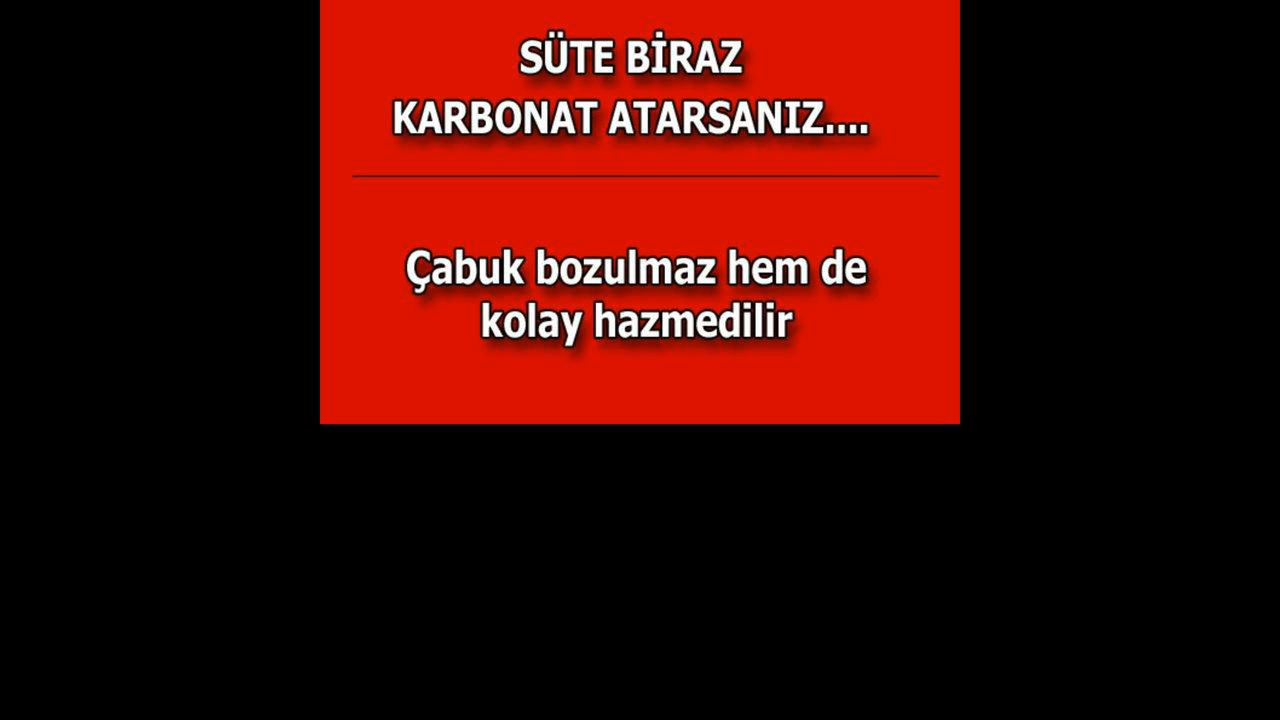 SÜTE BİRAZ
KARBONAT ATARSANIZ....
Çabuk bozulmaz hem de
kolay hazmedilir